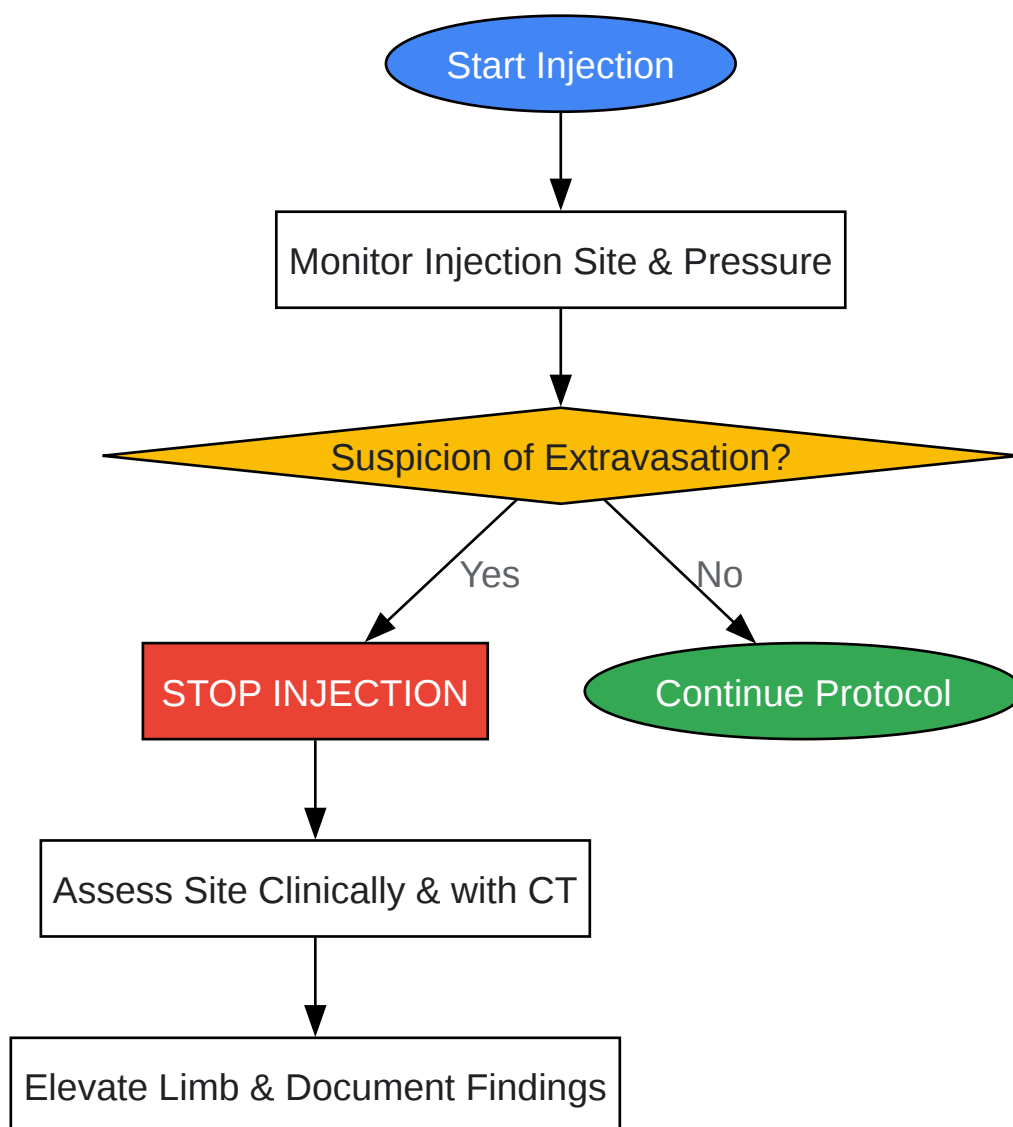 Start Injection
Monitor Injection Site & Pressure
Suspicion of Extravasation?
Yes
No
STOP INJECTION
Continue Protocol
Assess Site Clinically & with CT
Elevate Limb & Document Findings